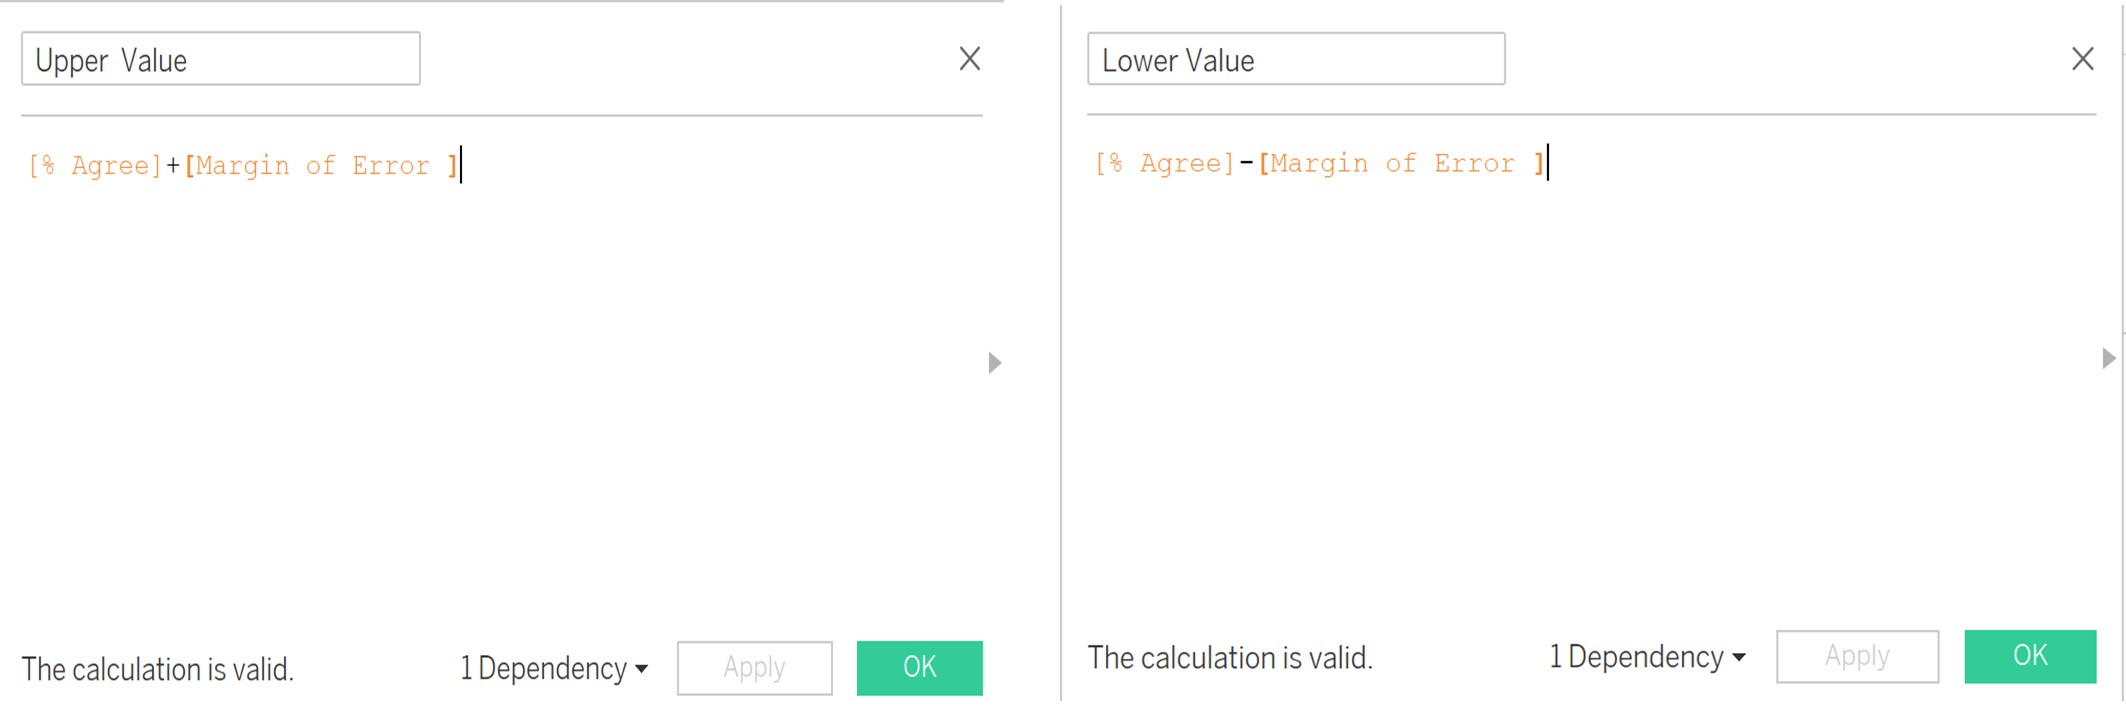 Upper Value
[% Agree]+[Margin of Error ]
The calculation is valid.
1 Dependency
Apply
OK
Lower Value
[% Agree]-[Margin of Error ]
The calculation is valid.
1 Dependency
Apply
OK